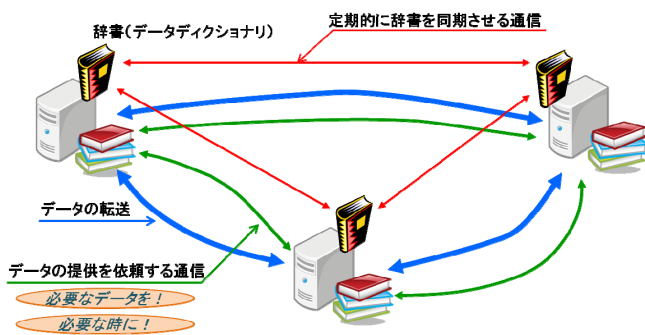 定期的に辞書を同期させる通信
辞書(データディクショナリ)
データの転送
データの提供を依頼する通信
必要なデータを!
必要な時に!